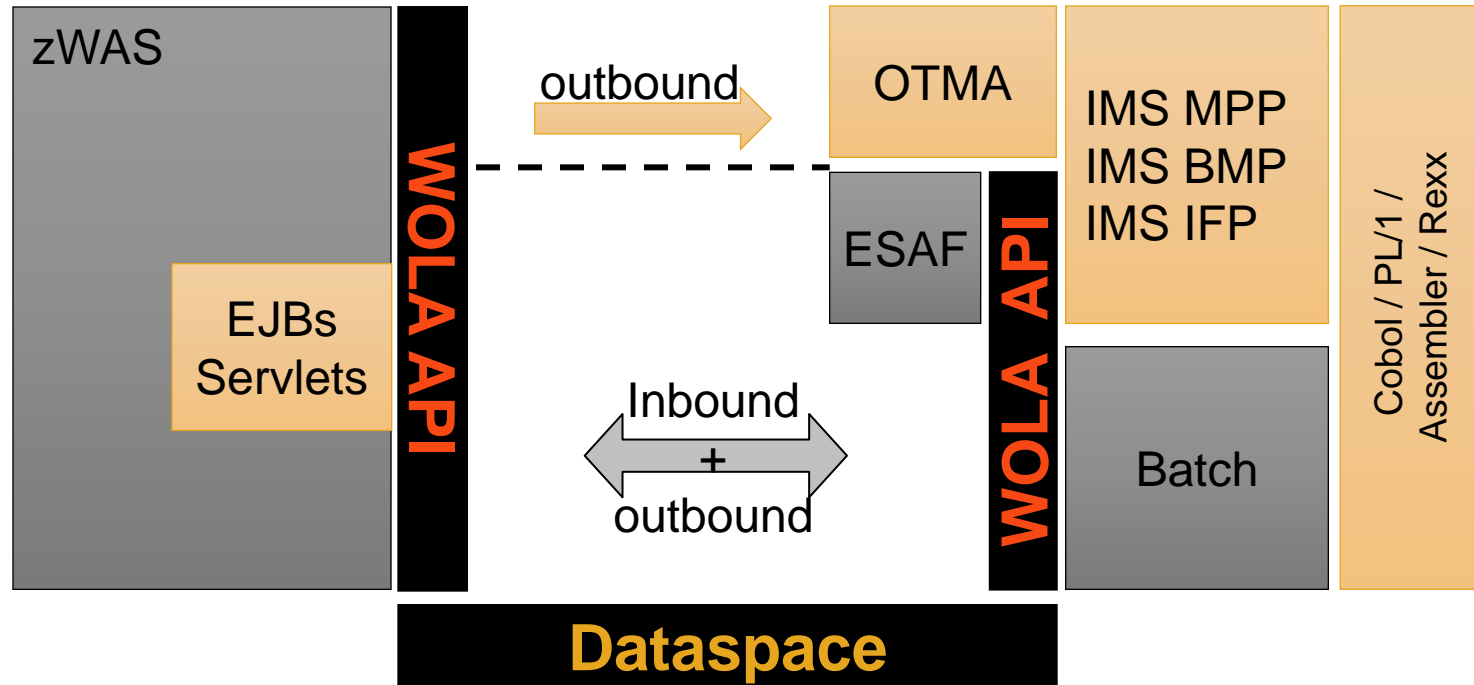 zWAS
EJBs
Servlets
WOLA API
outbound
OTMA
ESAF
WOLA API
IMS MPP
IMS BMP
IMS IFP
Inbound
+
outbound
Batch
Cobol / PL/1 /
Assembler / Rexx
Dataspace